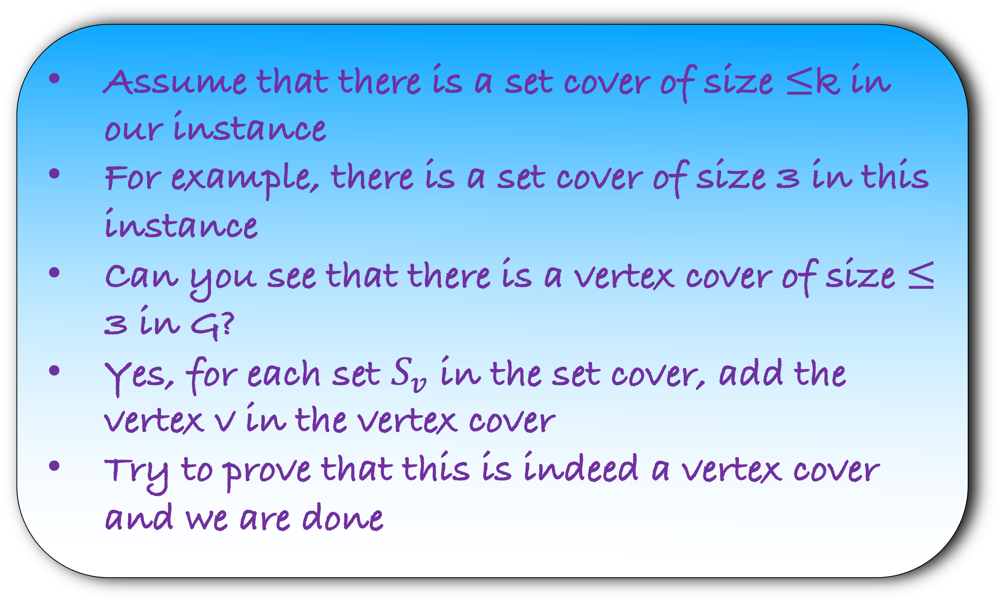 • Assume that there is a set cover of size ≤k in
our instance
• For example, there is a set cover of size 3 in this
instance
• Can you see that there is a vertex cover of size ≤
3 in G?
• Yes, for each set Sᵥ in the set cover, add the
vertex v in the vertex cover
• Try to prove that this is indeed a vertex cover
and we are done